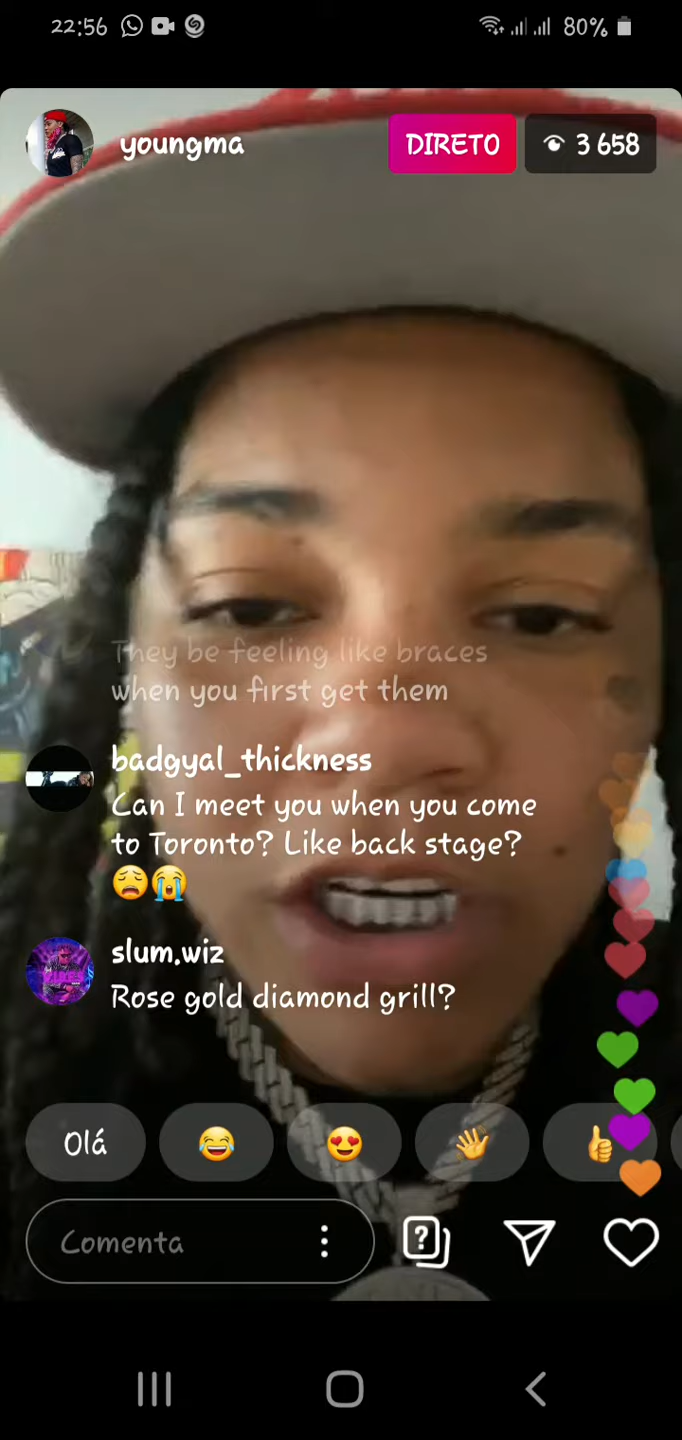 22:56 80%
youngma DIRETO 3 658
They be feeling like braces
when you first get them
badgyal_thickness
Can I meet you when you come
to Toronto? Like back stage?
😩😭
slum.wiz
Rose gold diamond grill?
Olá 😂 😍 👋 👍
Comenta